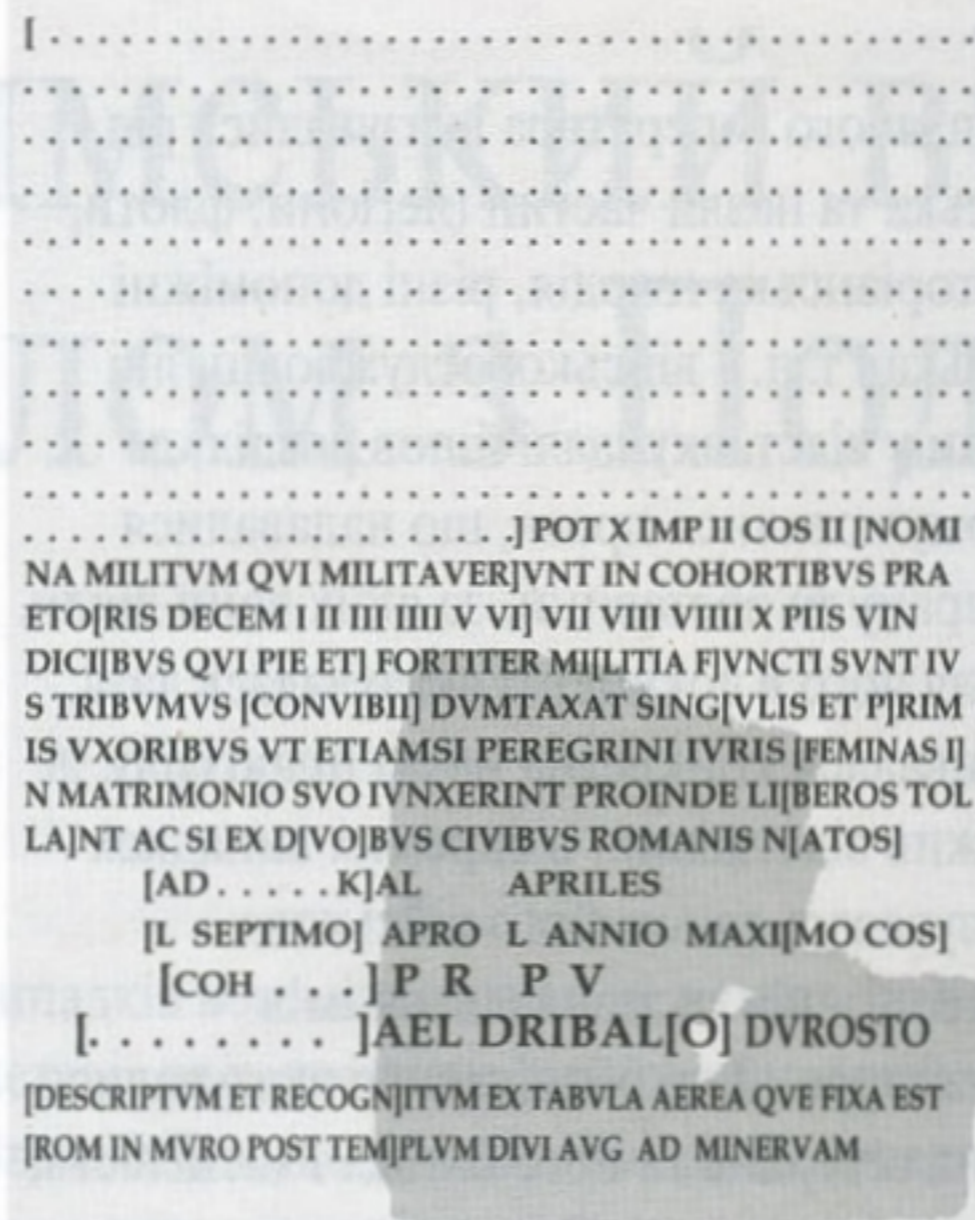 [. . . . . . . . . . . . . . . . . . . . . . . . . . . . . . . . . . . . . . .
. . . . . . . . . . . . . . . . . . . . . . . . . . . . . . . . . . . . . . . .
. . . . . . . . . . . . . . . . . . . . . . . . . . . . . . . . . . . . . . . .
. . . . . . . . . . . . . . . . . . . . . . . . . . . . . . . . . . . . . . . .
. . . . . . . . . . . . . . . . . . . . . . . . . . . . . . . . . . . . . . . .
. . . . . . . . . . . . . . . . . . . . . . . . . . . . . . . . . . . . . . . .
. . . . . . . . . . . . . . . . . . . . . . . . . . . . . . . . . . . . . . . .
. . . . . . . . . . . . . . . . . . . . . . . . . . . . . . . . . . . . . . . .
. . . . . . . . . . . . . . . . . . . . . . . . . . . . . . . . . . . . . . . .
. . . . . . . . . . . . . . . . . . . . . . . . . . . . . . . . . . . . . . . .
. . . . . . . . . . . . . . . . . . . . .] POT X IMP II COS II [NOMI
NA MILITVM QVI MILITAVER]VNT IN COHORTIBVS PRA
ETO[RIS DECEM I II III IIII V VI] VII VIII VIIII X PIIS VIN
DICI[BVS QVI PIE ET] FORTITER MI[LITIA F]VNCTI SVNT IV
S TRIBVMVS [CONVIBII] DVMTAXAT SING[VLIS ET P]RIM
IS VXORIBVS VT ETIAMSI PEREGRINI IVRIS [FEMINAS I]
N MATRIMONIO SVO IVNXERINT PROINDE LI[BEROS TOL
LA]NT AC SI EX D[VO]BVS CIVIBVS ROMANIS N[ATOS]
[AD . . . . . K]AL APRILES
[L SEPTIMO] APRO L ANNIO MAXI[MO COS]
[COH . . .] P R P V
[. . . . . . . . ]AEL DRIBAL[O] DVROSTO
[DESCRIPTVM ET RECOGN]ITVM EX TABVLA AEREA QVE FIXA EST
[ROM IN MVRO POST TEM]PLVM DIVI AVG AD MINERVAM